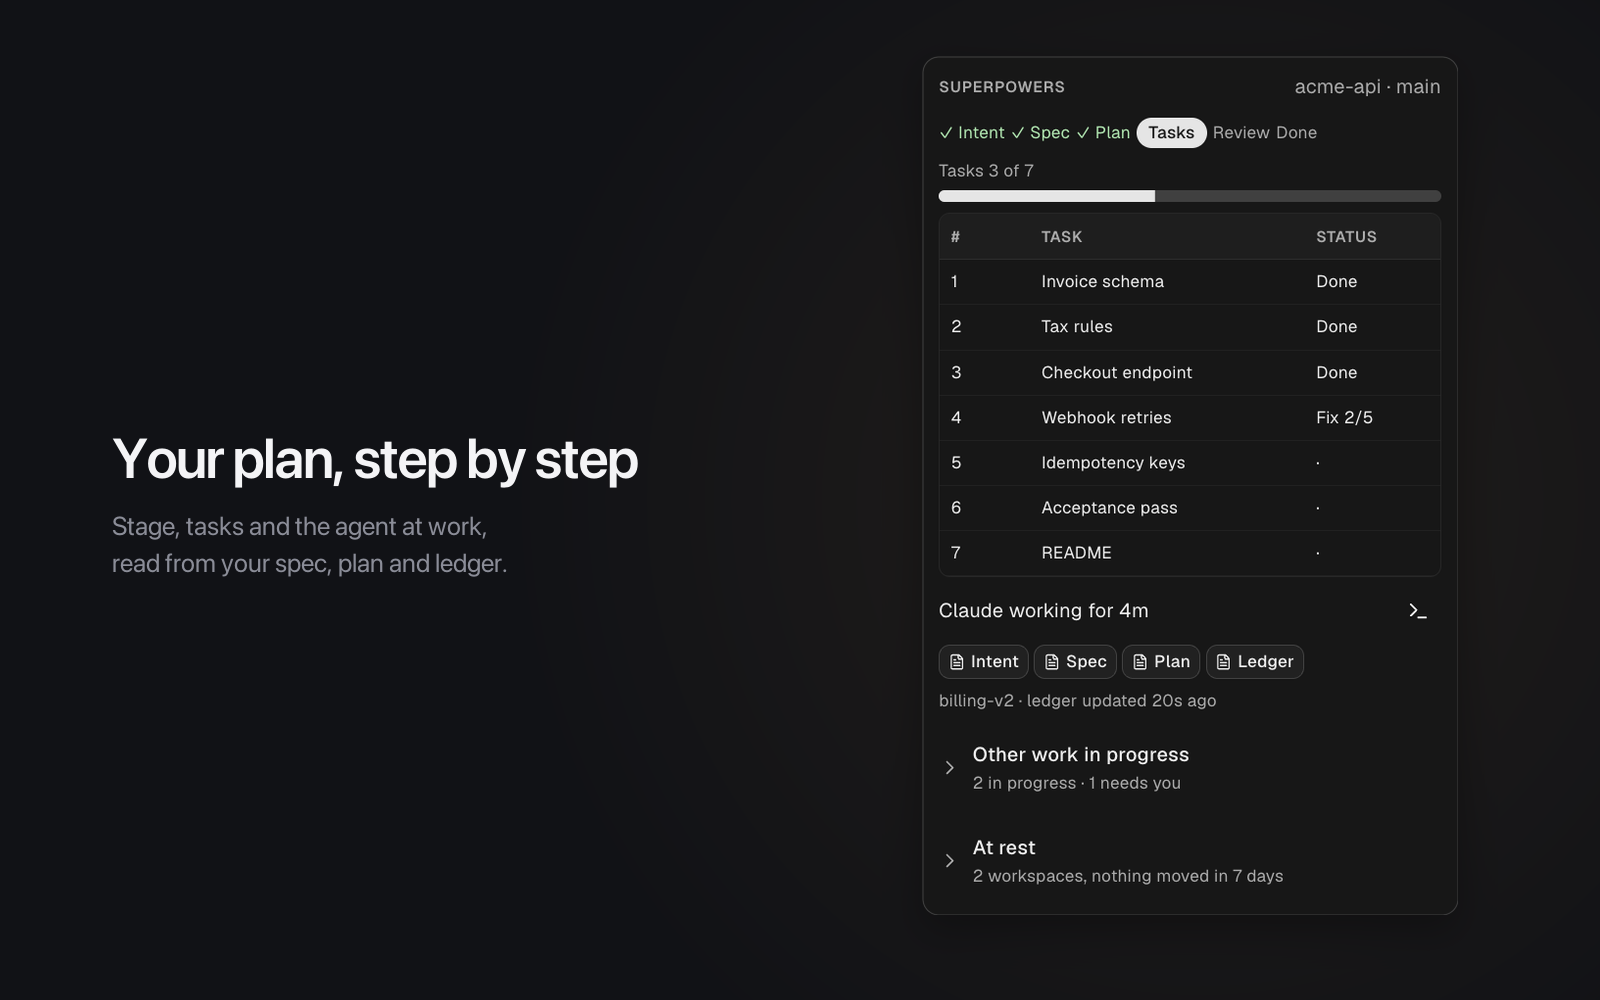 Your plan, step by step
Stage, tasks and the agent at work,
read from your spec, plan and ledger.
SUPERPOWERS acme-api · main
✓ Intent ✓ Spec ✓ Plan Tasks Review Done
Tasks 3 of 7
# TASK STATUS
1 Invoice schema Done
2 Tax rules Done
3 Checkout endpoint Done
4 Webhook retries Fix 2/5
5 Idempotency keys ·
6 Acceptance pass ·
7 README ·
Claude working for 4m
Intent Spec Plan Ledger
billing-v2 · ledger updated 20s ago
Other work in progress
2 in progress · 1 needs you
At rest
2 workspaces, nothing moved in 7 days